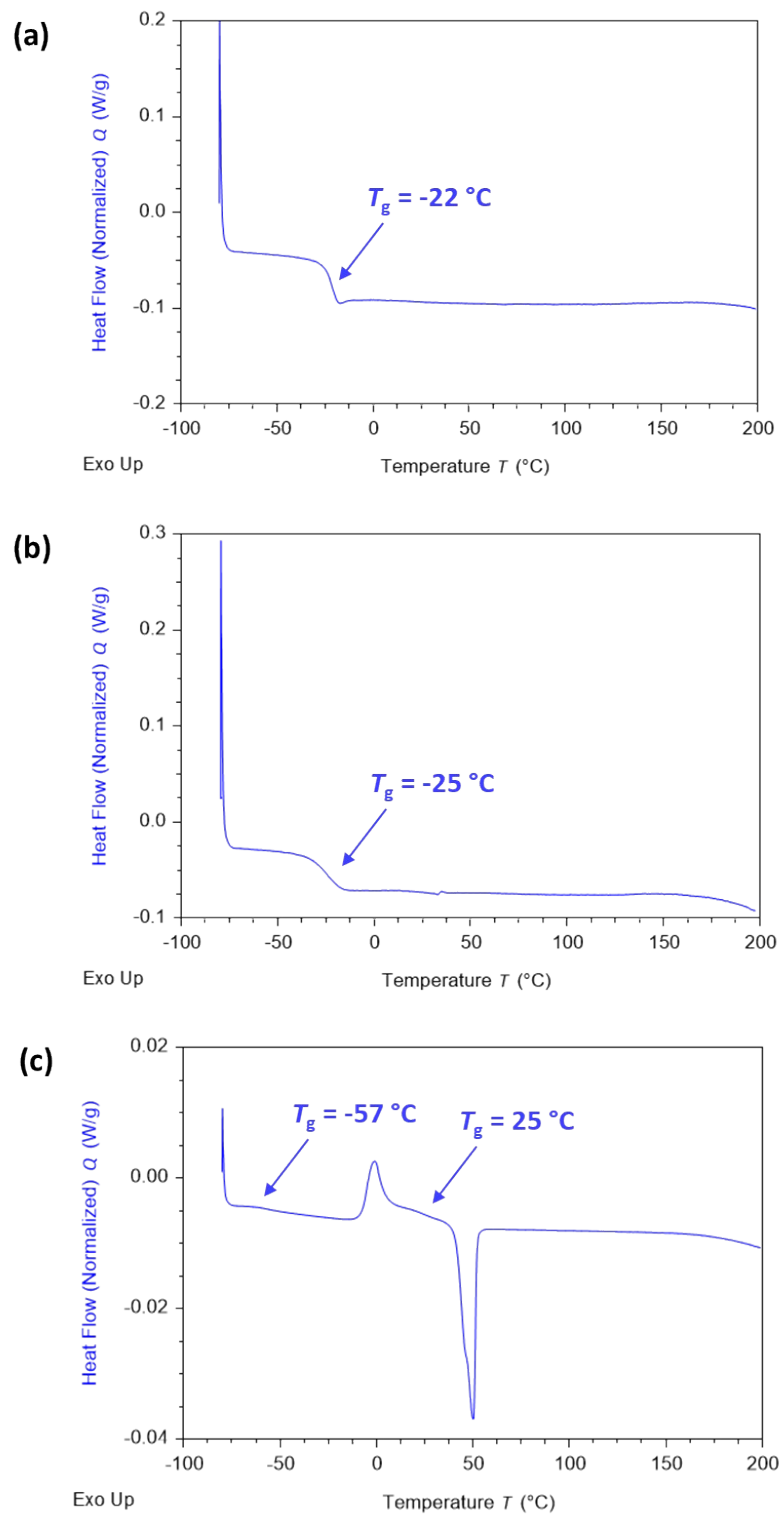 (a)
0.2
0.1
0.0
-0.1
-0.2
Heat Flow (Normalized) Q (W/g)
Tg = -22 °C
-100
-50
0
50
100
150
200
Exo Up
Temperature T (°C)
(b)
0.3
0.2
0.1
0.0
-0.1
Heat Flow (Normalized) Q (W/g)
Tg = -25 °C
-100
-50
0
50
100
150
200
Exo Up
Temperature T (°C)
(c)
0.02
0.00
-0.02
-0.04
Heat Flow (Normalized) Q (W/g)
Tg = -57 °C
Tg = 25 °C
-100
-50
0
50
100
150
200
Exo Up
Temperature T (°C)